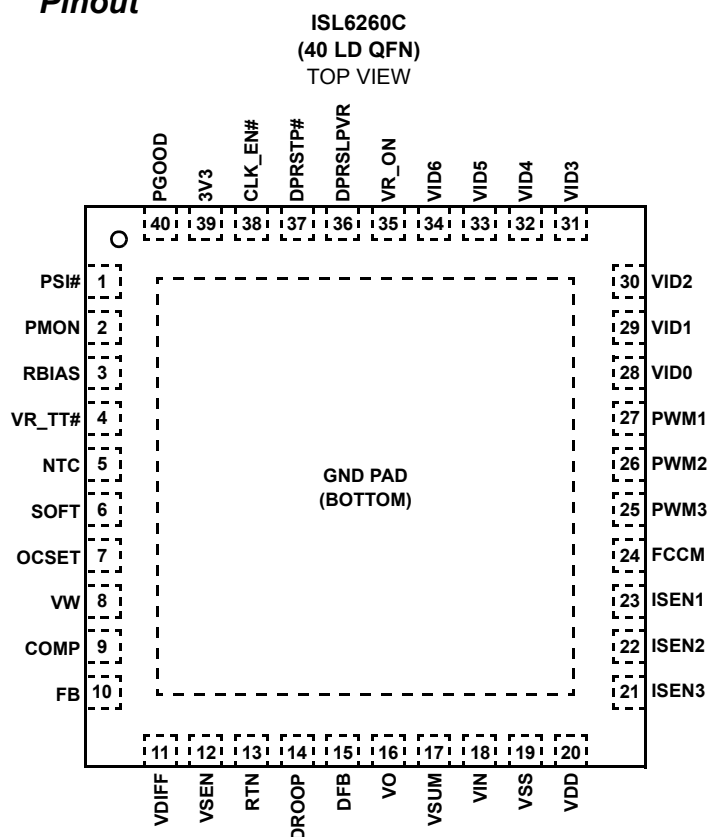 Pinout
ISL6260C
(40 LD QFN)
TOP VIEW
PGOOD
3V3
CLK_EN#
DPRSTP#
DPRSLPVR
VR_ON
VID6
VID5
VID4
VID3
40 39 38 37 36 35 34 33 32 31
PSI# 1
PMON 2
RBIAS 3
VR_TT# 4
NTC 5
SOFT 6
OCSET 7
VW 8
COMP 9
FB 10
GND PAD
(BOTTOM)
30 VID2
29 VID1
28 VID0
27 PWM1
26 PWM2
25 PWM3
24 FCCM
23 ISEN1
22 ISEN2
21 ISEN3
11 12 13 14 15 16 17 18 19 20
VDIFF
VSEN
RTN
DROOP
DFB
VO
VSUM
VIN
VSS
VDD